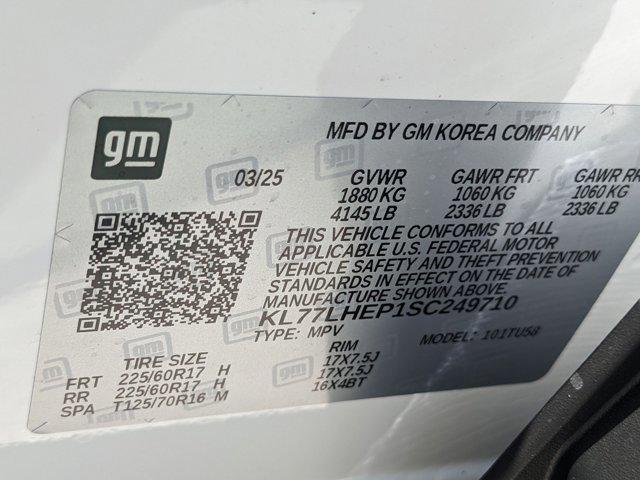 gm
MFD BY GM KOREA COMPANY
03/25 GVWR GAWR FRT GAWR RR
1880 KG 1060 KG 1060 KG
4145 LB 2336 LB 2336 LB
THIS VEHICLE CONFORMS TO ALL
APPLICABLE U.S. FEDERAL MOTOR
VEHICLE SAFETY AND THEFT PREVENTION
STANDARDS IN EFFECT ON THE DATE OF
MANUFACTURE SHOWN ABOVE.
KL77LHEP1SC249710
TYPE: MPV MODEL: 101TU58
TIRE SIZE RIM
FRT 225/60R17 H 17X7.5J
RR 225/60R17 H 17X7.5J
SPA T125/70R16 M 16X4BT